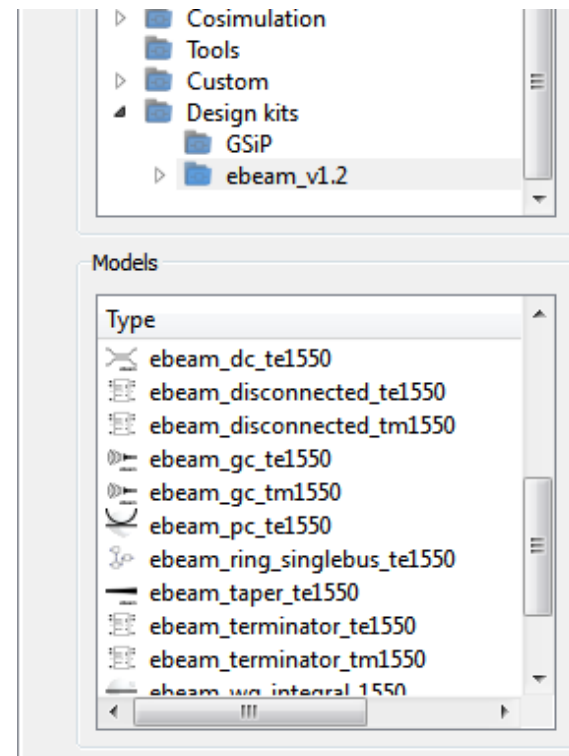 Cosimulation
Tools
Custom
Design kits
GSiP
ebeam_v1.2
Models
Type
ebeam_dc_te1550
ebeam_disconnected_te1550
ebeam_disconnected_tm1550
ebeam_gc_te1550
ebeam_gc_tm1550
ebeam_pc_te1550
ebeam_ring_singlebus_te1550
ebeam_taper_te1550
ebeam_terminator_te1550
ebeam_terminator_tm1550
ebeam_wg_integral_1550